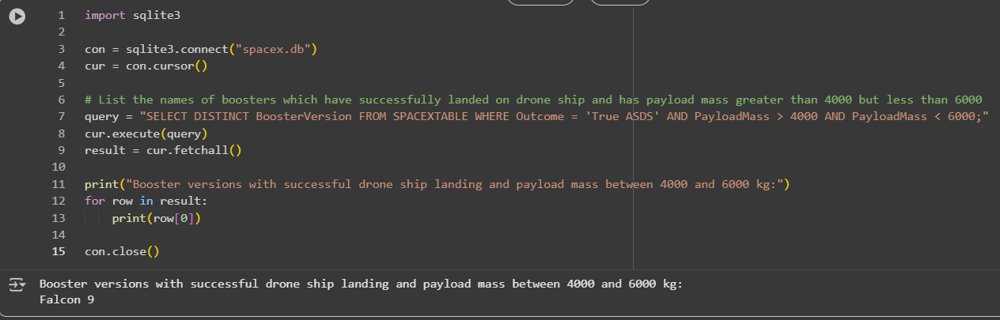 1 import sqlite3
2
3 con = sqlite3.connect("spacex.db")
4 cur = con.cursor()
5
6 # List the names of boosters which have successfully landed on drone ship and has payload mass greater than 4000 but less than 6000
7 query = "SELECT DISTINCT BoosterVersion FROM SPACEXTABLE WHERE Outcome = 'True ASDS' AND PayloadMass > 4000 AND PayloadMass < 6000;"
8 cur.execute(query)
9 result = cur.fetchall()
10
11 print("Booster versions with successful drone ship landing and payload mass between 4000 and 6000 kg:")
12 for row in result:
13     print(row[0])
14
15 con.close()
Booster versions with successful drone ship landing and payload mass between 4000 and 6000 kg:
Falcon 9